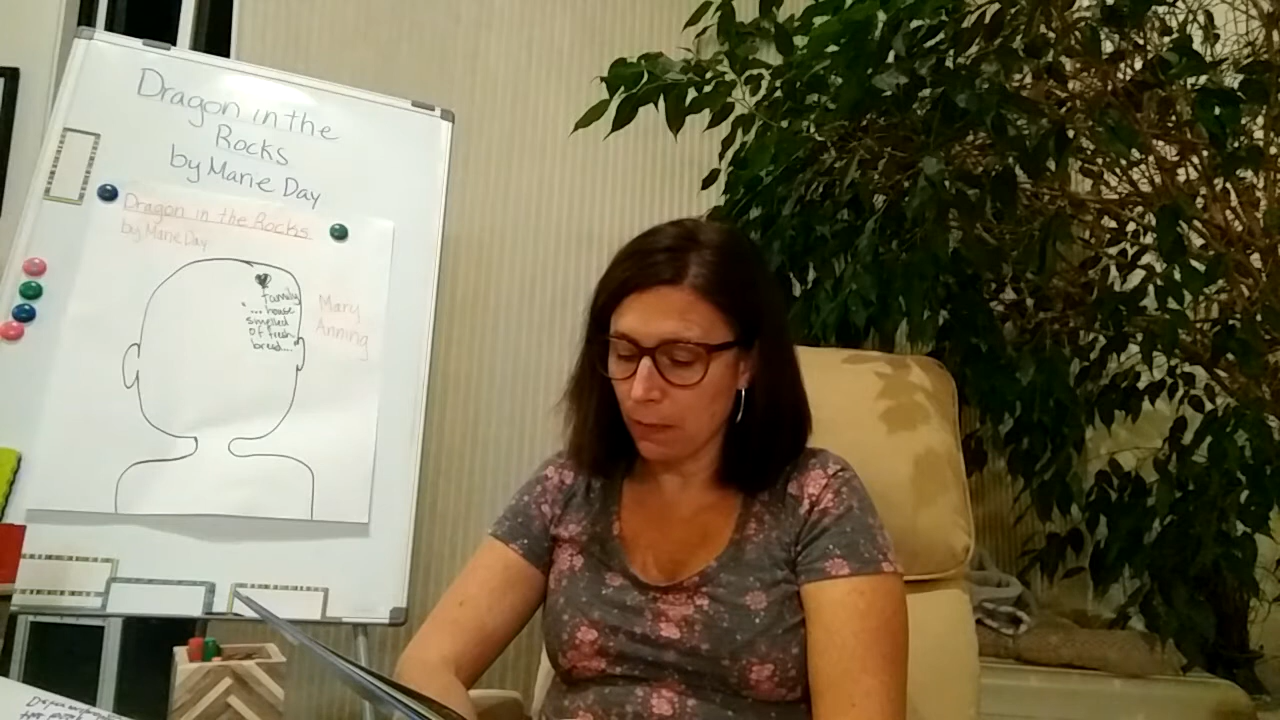 Dragon in the
Rocks
by Marie Day
Dragon in the Rocks
by Marie Day
family
"...house
smelled
of fresh
bread...
Mary
Anning